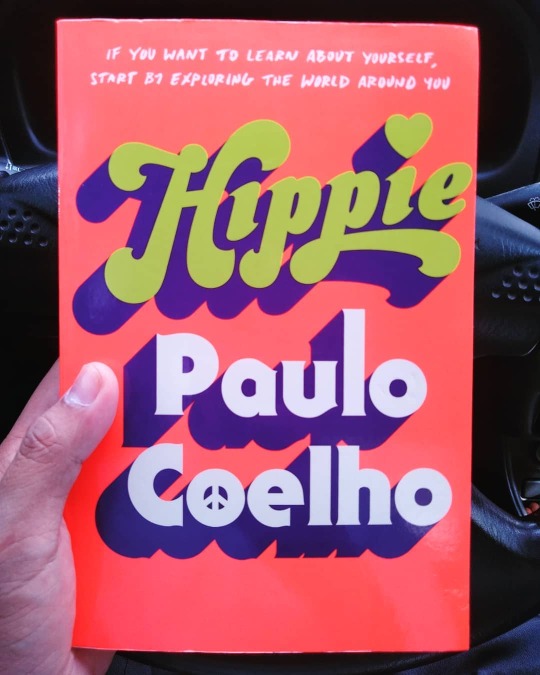 IF YOU WANT TO LEARN ABOUT YOURSELF,
START BY EXPLORING THE WORLD AROUND YOU
Hippie
Paulo
Coelho